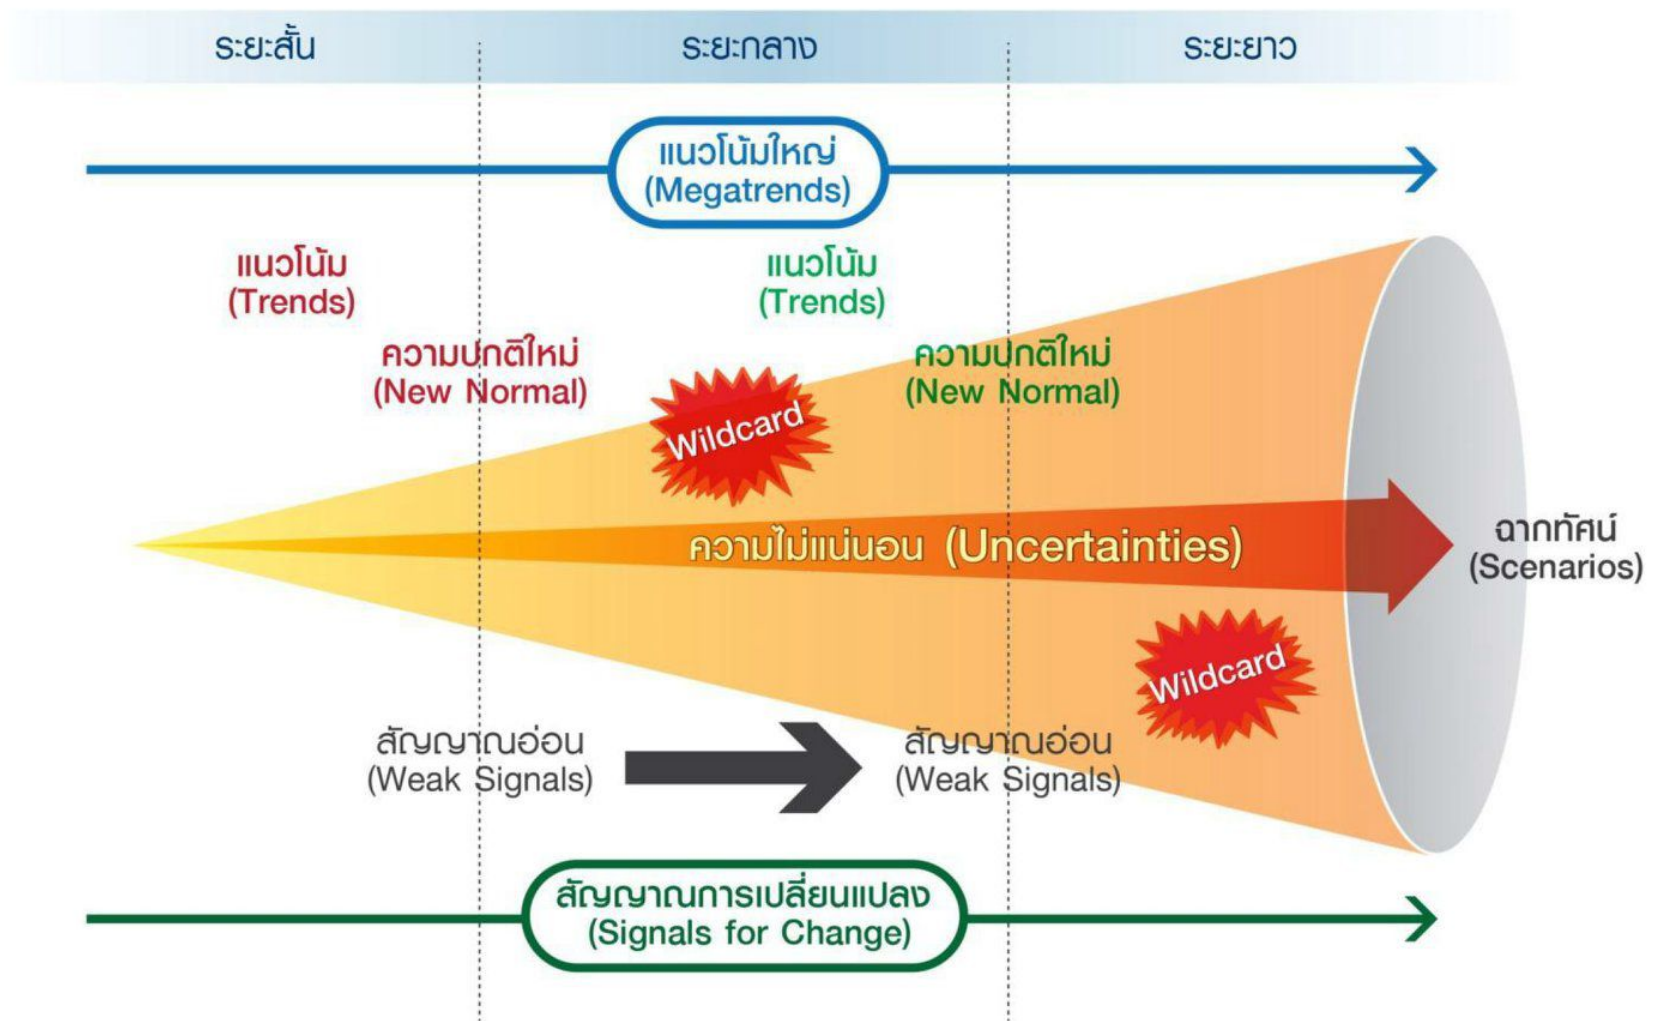 ระยะสั้น
ระยะกลาง
ระยะยาว
แนวโน้มใหญ่
(Megatrends)
แนวโน้ม
(Trends)
แนวโน้ม
(Trends)
ความปกติใหม่
(New Normal)
Wildcard
ความปกติใหม่
(New Normal)
ความไม่แน่นอน (Uncertainties)
ฉากทัศน์
(Scenarios)
Wildcard
สัญญาณอ่อน
(Weak Signals)
สัญญาณอ่อน
(Weak Signals)
สัญญาณการเปลี่ยนแปลง
(Signals for Change)